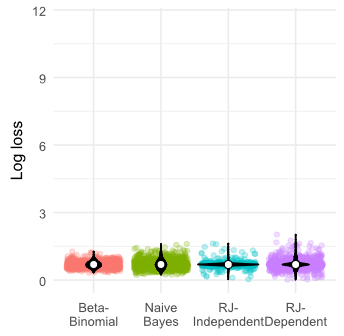 12
9
6
3
0
Log loss
Beta-
Binomial
Naive
Bayes
RJ-
Independent
RJ-
Dependent